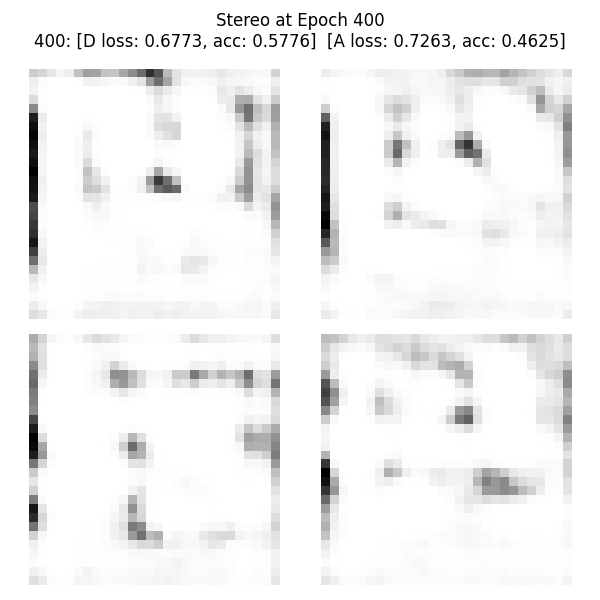 Stereo at Epoch 400
400: [D loss: 0.6773, acc: 0.5776]  [A loss: 0.7263, acc: 0.4625]